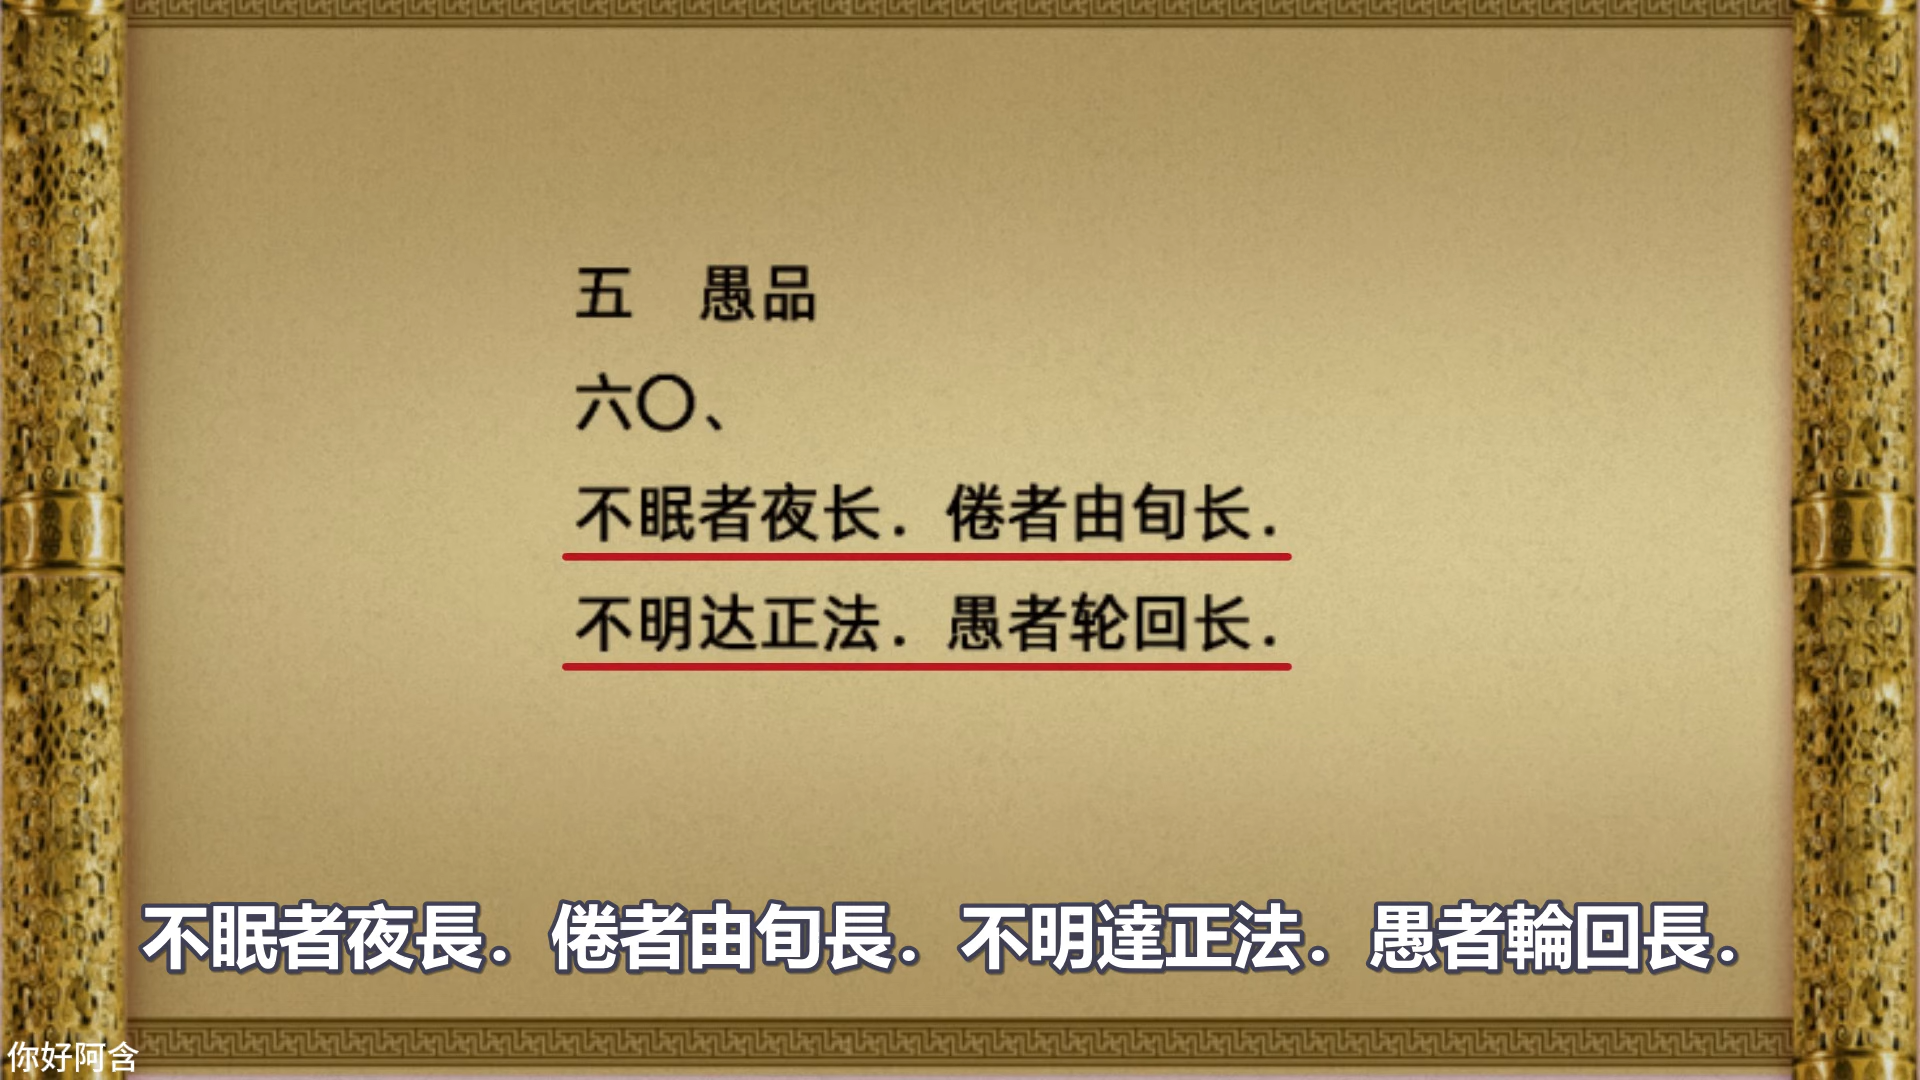 五　愚品
六〇、
不眠者夜长．倦者由旬长．
不明达正法．愚者轮回长．
不眠者夜長．倦者由旬長．不明達正法．愚者輪回長．
你好阿含